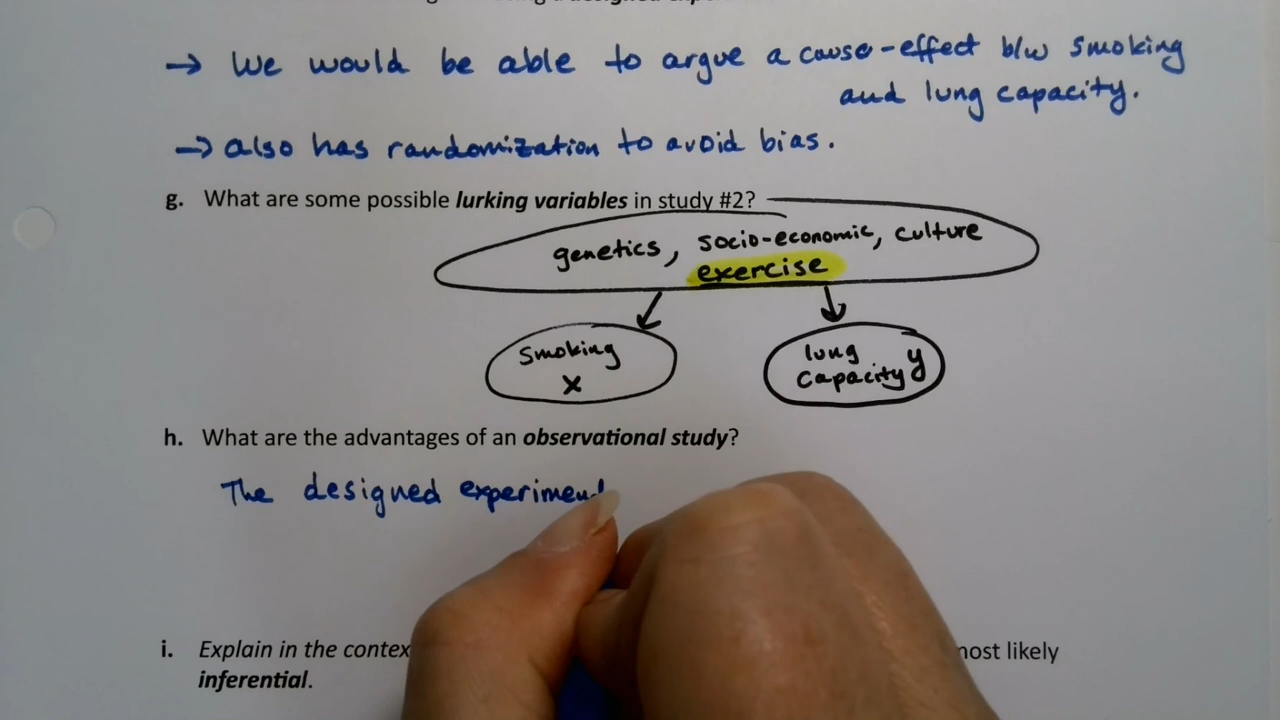 → We would be able to argue a cause-effect b/w smoking
and lung capacity.
→ also has randomization to avoid bias.
g. What are some possible lurking variables in study #2?
genetics, socio-economic, culture
exercise
smoking
x
lung
capacity y
h. What are the advantages of an observational study?
The designed experiment
i. Explain in the contex most likely
inferential.